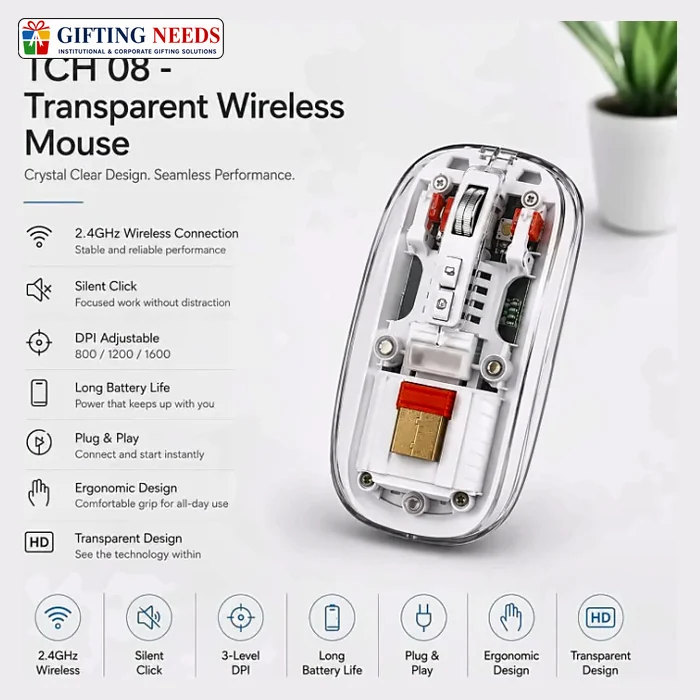 GIFTING NEEDS
INSTITUTIONAL & CORPORATE GIFTING SOLUTIONS
TCH 08 -
Transparent Wireless
Mouse
Crystal Clear Design. Seamless Performance.
2.4GHz Wireless Connection
Stable and reliable performance
Silent Click
Focused work without distraction
DPI Adjustable
800 / 1200 / 1600
Long Battery Life
Power that keeps up with you
Plug & Play
Connect and start instantly
Ergonomic Design
Comfortable grip for all-day use
HD
Transparent Design
See the technology within
2.4GHz
Wireless
Silent
Click
3-Level
DPI
Long
Battery Life
Plug &
Play
Ergonomic
Design
HD
Transparent
Design